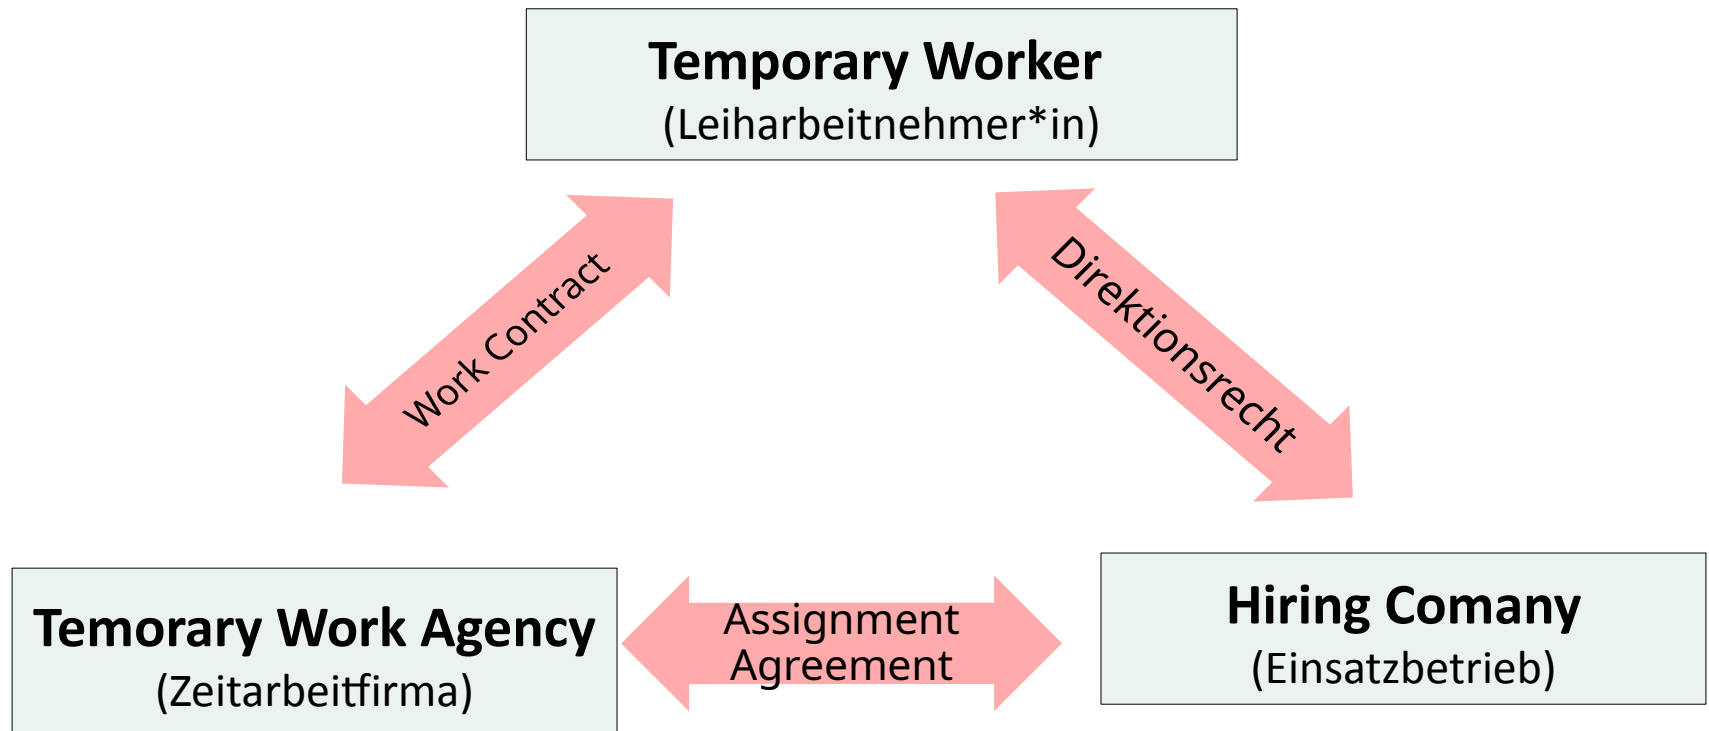 Temporary Worker
(Leiharbeitnehmer*in)
Work Contract
Direktionsrecht
Temorary Work Agency
(Zeitarbeitfirma)
Assignment
Agreement
Hiring Comany
(Einsatzbetrieb)